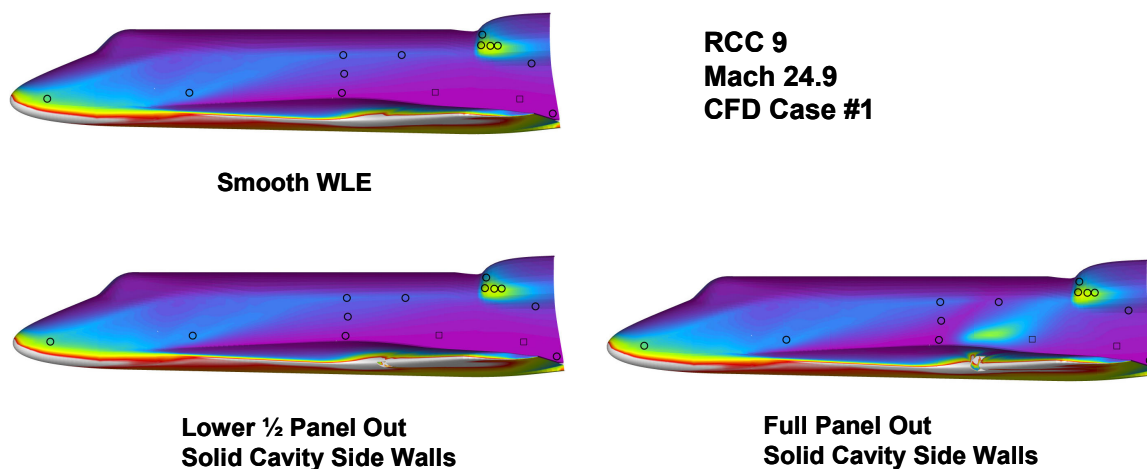 RCC 9
Mach 24.9
CFD Case #1
Smooth WLE
Lower ½ Panel Out
Solid Cavity Side Walls
Full Panel Out
Solid Cavity Side Walls